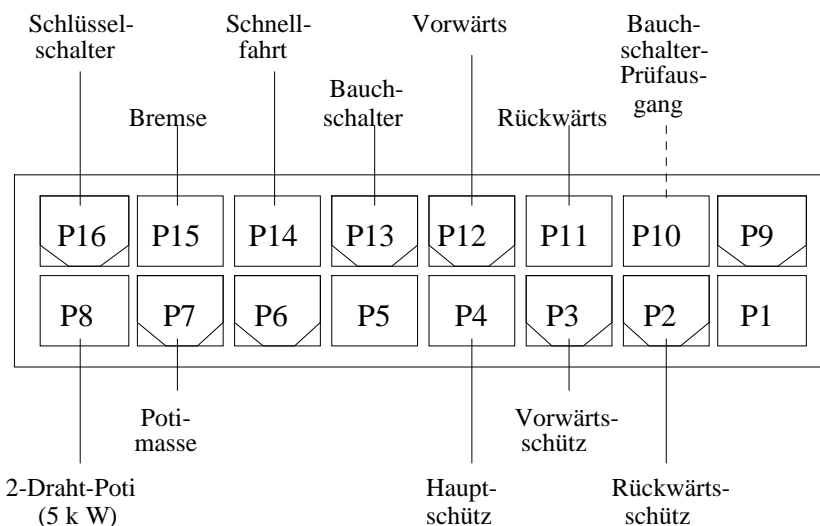 Schlüssel-
schalter
Schnell-
fahrt
Vorwärts
Bauch-
schalter-
Prüfaus-
gang
Bremse
Bauch-
schalter
Rückwärts
P16 P15 P14 P13 P12 P11 P10 P9
P8 P7 P6 P5 P4 P3 P2 P1
Poti-
masse
Vorwärts-
schütz
2-Draht-Poti
(5 k W)
Haupt-
schütz
Rückwärts-
schütz